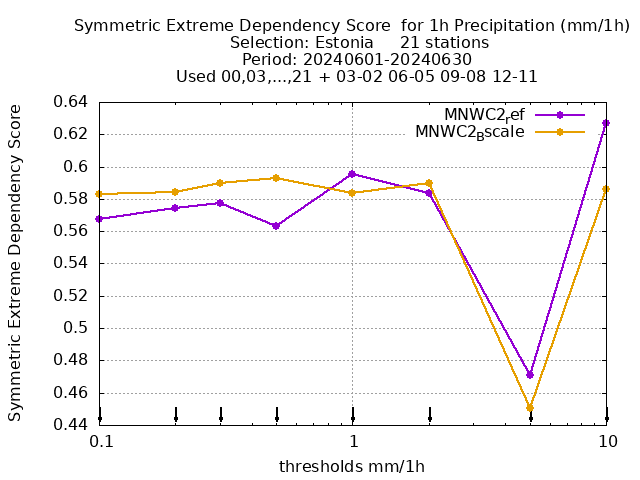 Symmetric Extreme Dependency Score  for 1h Precipitation (mm/1h)
Selection: Estonia     21 stations
Period: 20240601-20240630
Used 00,03,...,21 + 03-02 06-05 09-08 12-11
Symmetric Extreme Dependency Score
0.64
0.62
0.6
0.58
0.56
0.54
0.52
0.5
0.48
0.46
0.44
MNWC2ref
MNWC2Bscale
0.1
1
10
thresholds mm/1h